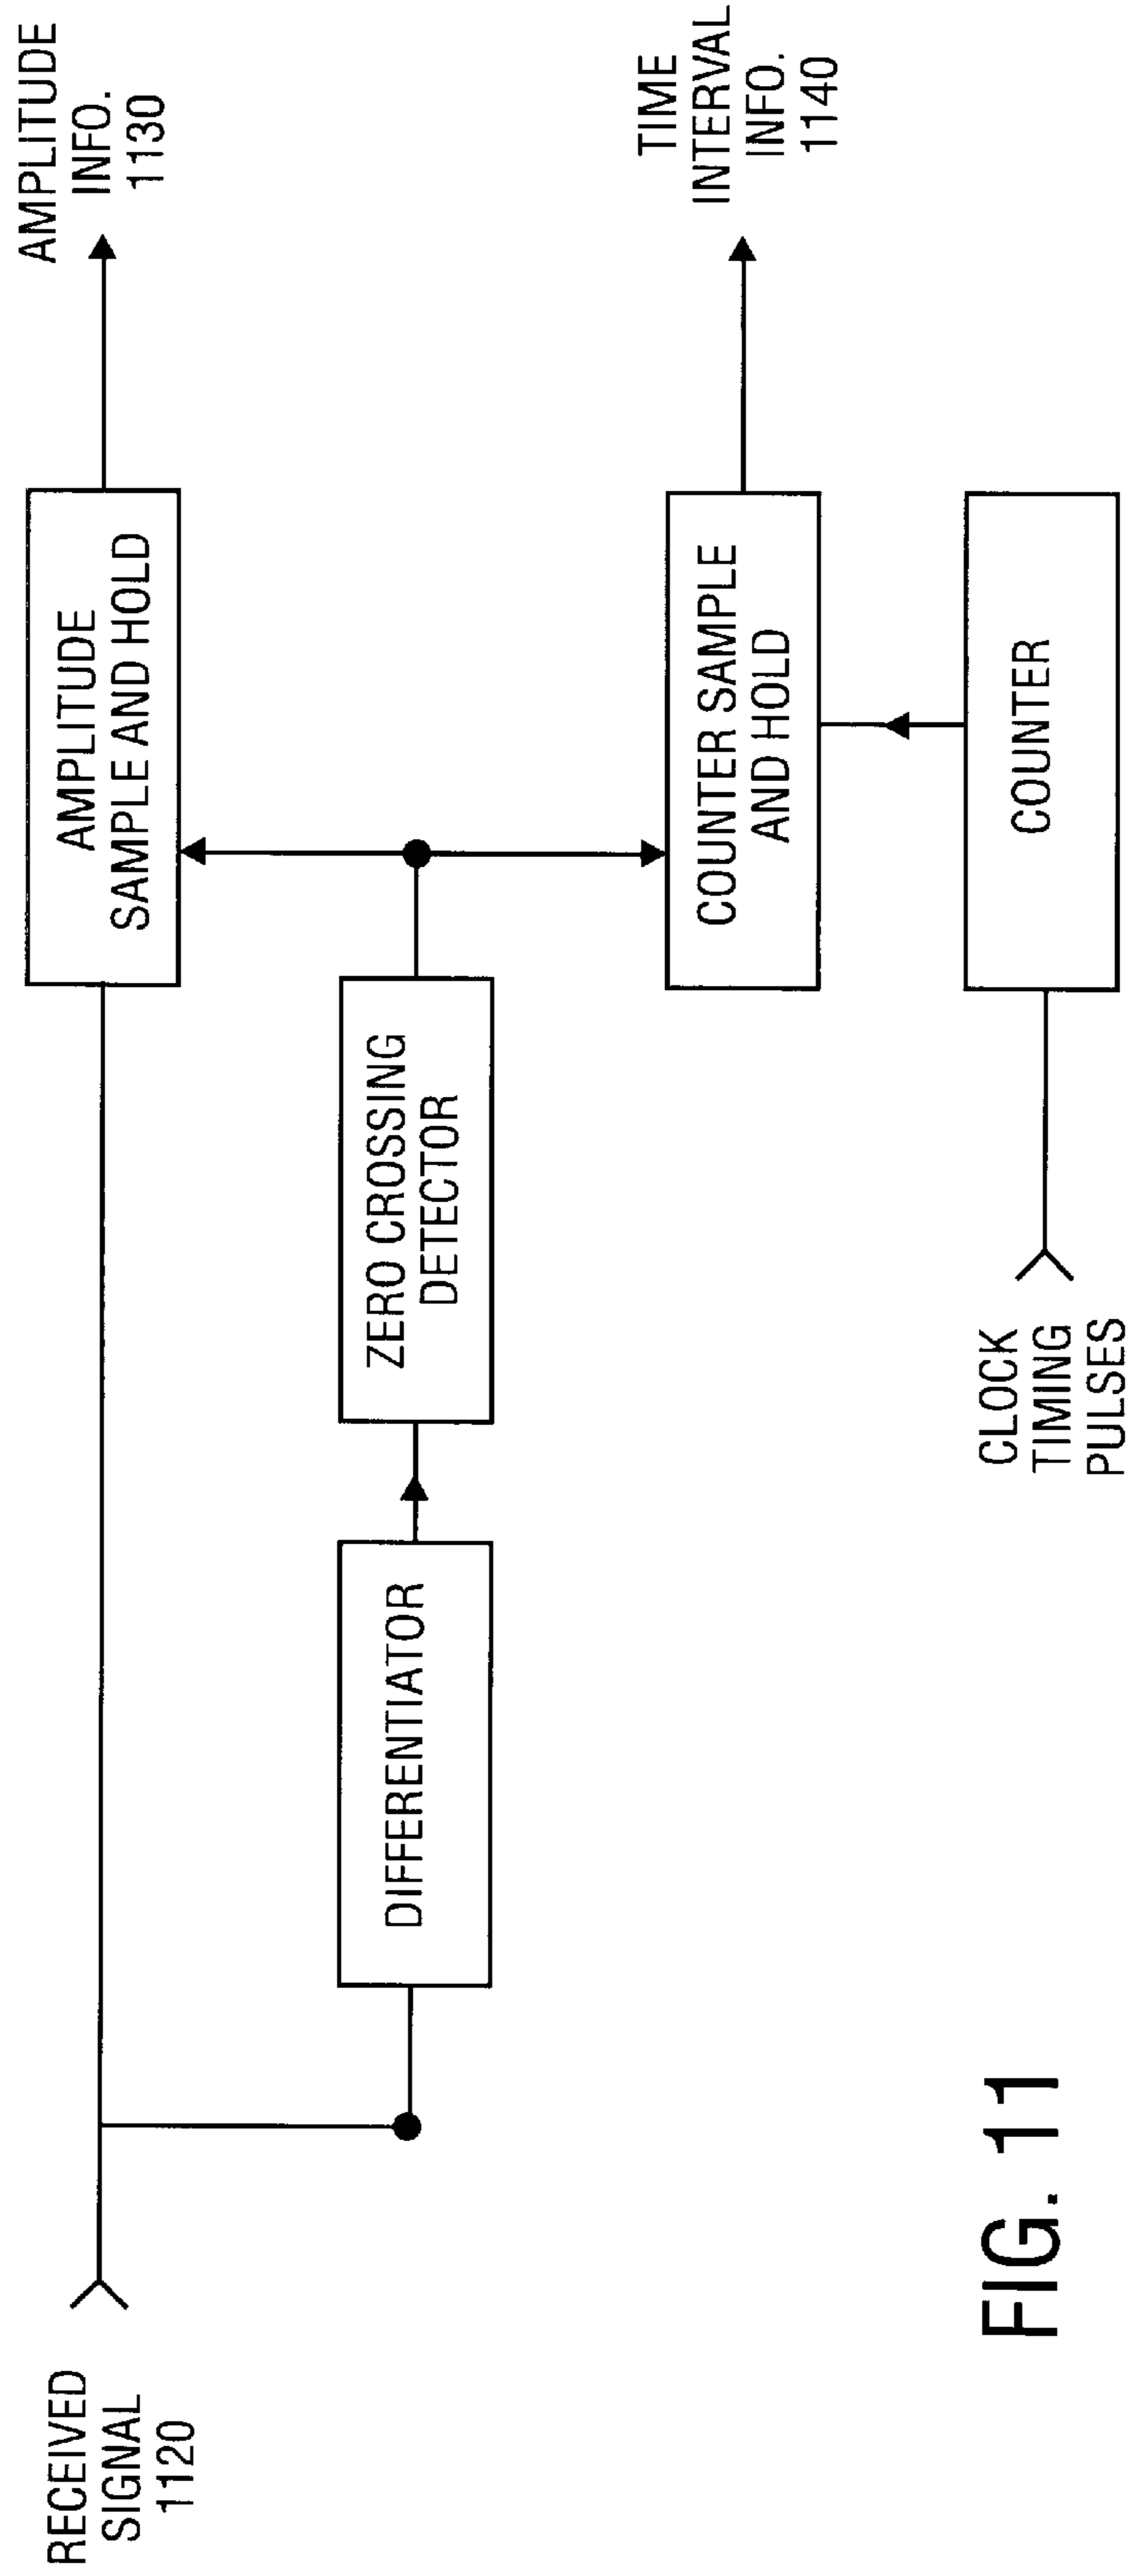 RECEIVED
SIGNAL
1120
AMPLITUDE
SAMPLE AND HOLD
AMPLITUDE
INFO.
1130
DIFFERENTIATOR
ZERO CROSSING
DETECTOR
COUNTER SAMPLE
AND HOLD
TIME
INTERVAL
INFO.
1140
CLOCK
TIMING
PULSES
COUNTER
FIG. 11